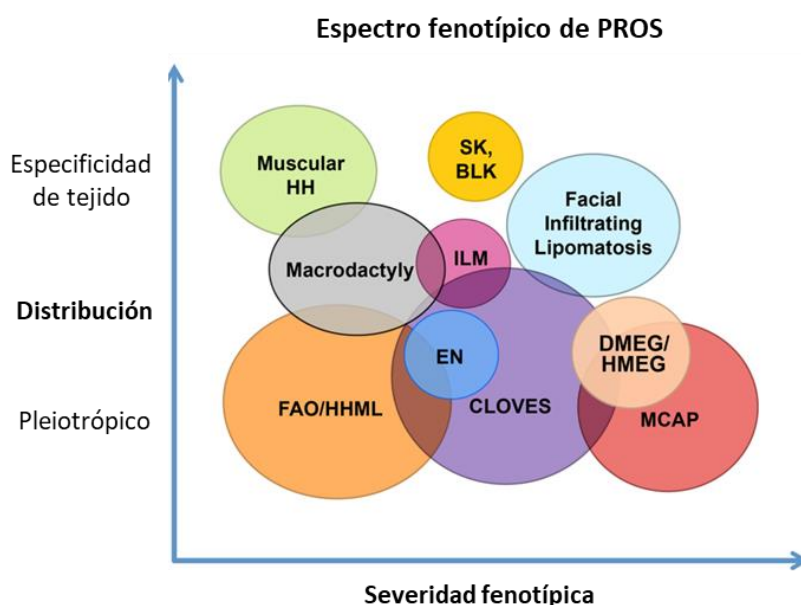 Espectro fenotípico de PROS
Especificidad
de tejido
Distribución
Pleiotrópico
Muscular
HH
SK,
BLK
Facial
Infiltrating
Lipomatosis
Macrodactyly
ILM
EN
DMEG/
HMEG
FAO/HHML
CLOVES
MCAP
Severidad fenotípica